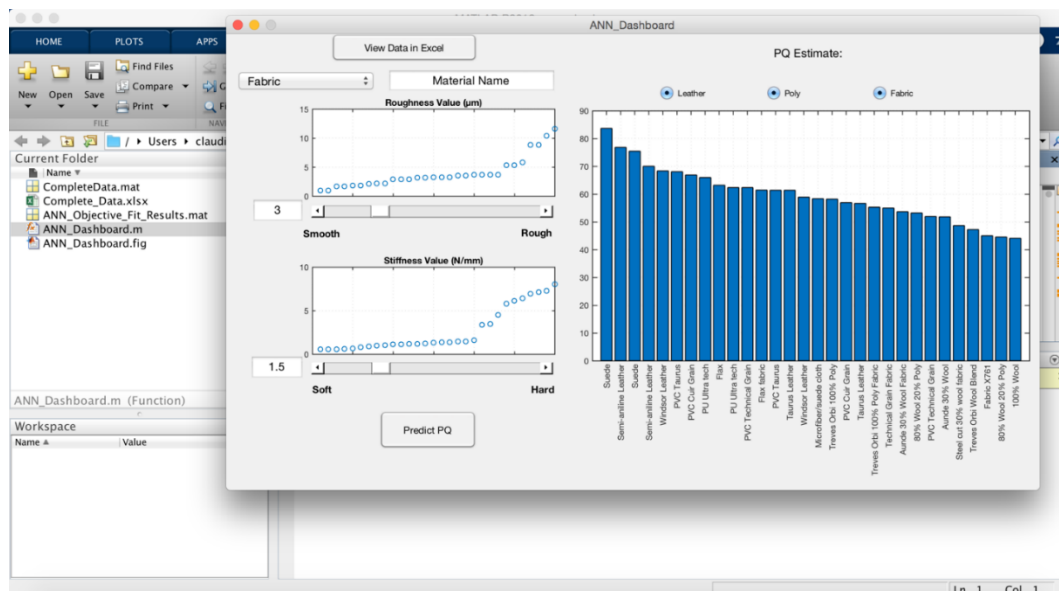 ANN_Dashboard
HOME
PLOTS
APPS
New
Open
Save
Find Files
Compare
Print
FILE
/ Users claudi
Current Folder
Name
CompleteData.mat
Complete_Data.xlsx
ANN_Objective_Fit_Results.mat
ANN_Dashboard.m
ANN_Dashboard.fig
ANN_Dashboard.m (Function)
Workspace
Name
Value
View Data in Excel
Fabric
Material Name
Roughness Value (µm)
15
10
5
0
3
Smooth
Rough
Stiffness Value (N/mm)
10
5
0
1.5
Soft
Hard
Predict PQ
PQ Estimate:
Leather
Poly
Fabric
90
80
70
60
50
40
30
20
10
0
Suede
Semi-aniline Leather
Suede
Semi-aniline Leather
Windsor Leather
PVC Taurus
PVC Cuir Grain
PU Ultra tech
Flax
PU Ultra tech
PVC Technical Grain
Flax fabric
PVC Taurus
Taurus Leather
Windsor Leather
Microfiber/suede cloth
Treves Orbi 100% Poly
PVC Cuir Grain
Taurus Leather
Treves Orbi 100% Poly Fabric
Technical Grain Fabric
Aunde 30% Wool Fabric
80% Wool 20% Poly
PVC Technical Grain
Aunde 30% Wool
Steel cut 30% wool fabric
Treves Orbi Wool Blend
Fabric X761
80% Wool 20% Poly
100% Wool
Ln 1 Col 1